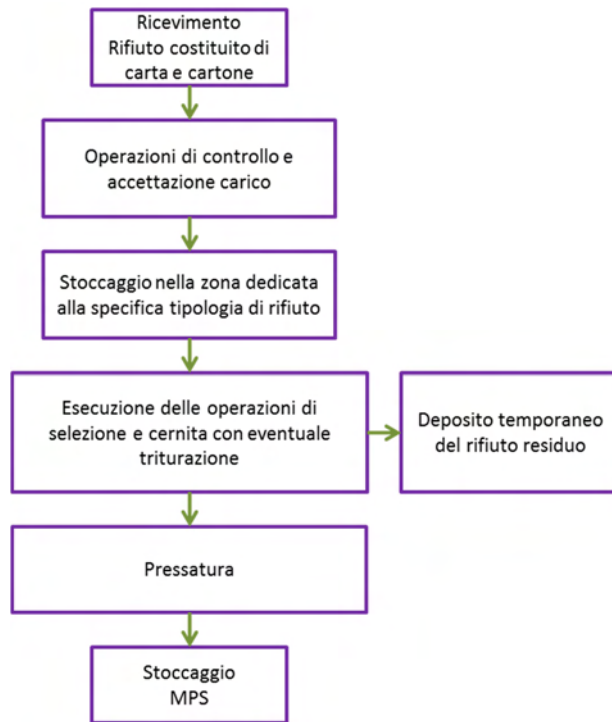 Ricevimento
Rifiuto costituito di
carta e cartone
Operazioni di controllo e
accettazione carico
Stoccaggio nella zona dedicata
alla specifica tipologia di rifiuto
Esecuzione delle operazioni di
selezione e cernita con eventuale
triturazione
Deposito temporaneo
del rifiuto residuo
Pressatura
Stoccaggio
MPS